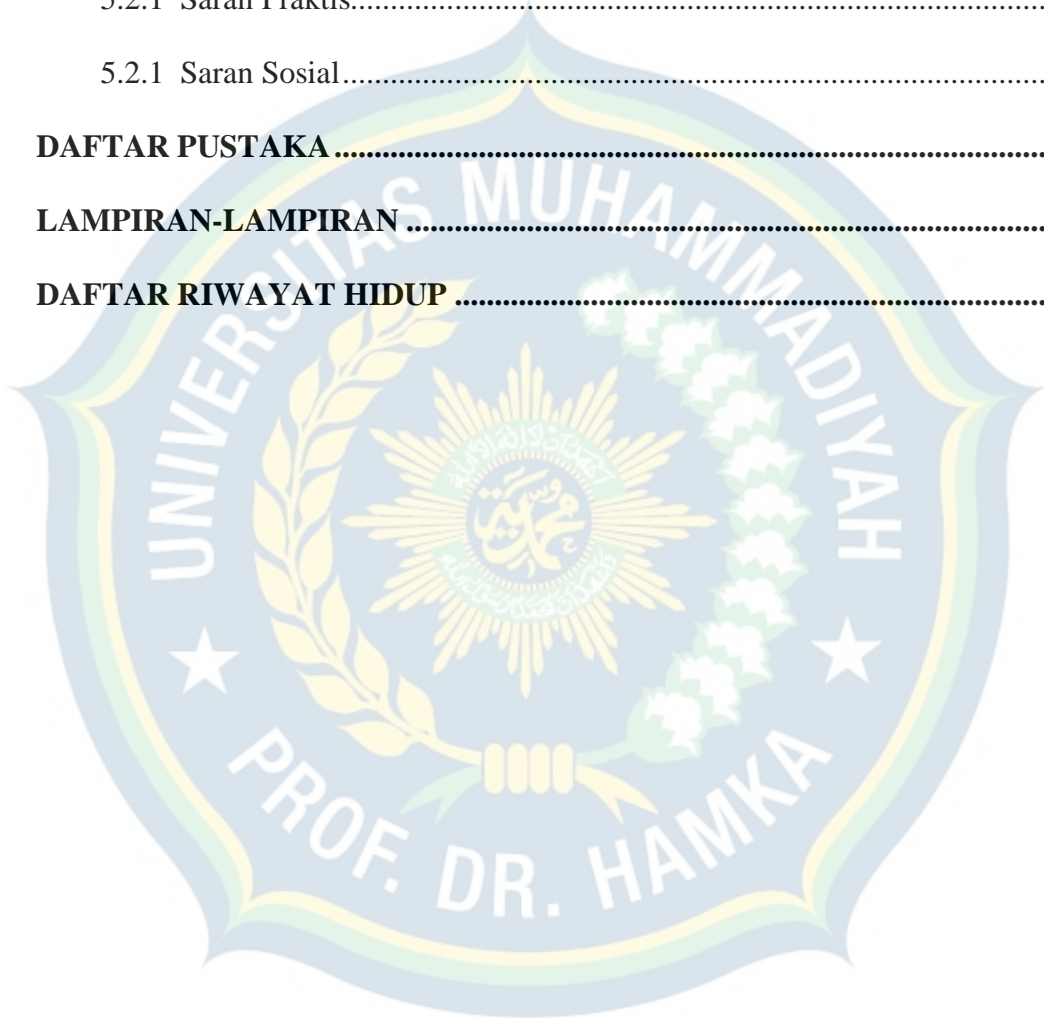 5.2.1 Saran Praktis.......................................................................................
5.2.1 Saran Sosial........................................................................................
DAFTAR PUSTAKA.........................................................................................
LAMPIRAN-LAMPIRAN................................................................................
DAFTAR RIWAYAT HIDUP..........................................................................
UNIVERSITAS MUHAMMADIYAH
محمدية
PROF. DR. HAMKA